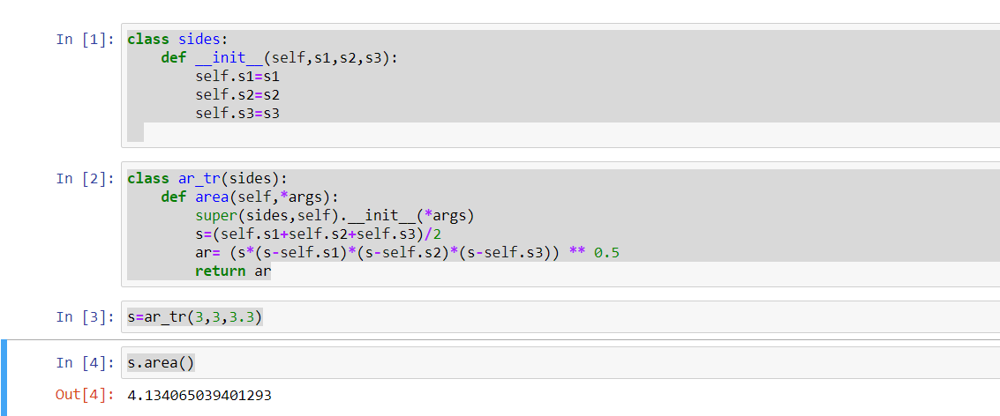 In [1]: class sides:
    def __init__(self,s1,s2,s3):
        self.s1=s1
        self.s2=s2
        self.s3=s3
In [2]: class ar_tr(sides):
    def area(self,*args):
        super(sides,self).__init__(*args)
        s=(self.s1+self.s2+self.s3)/2
        ar= (s*(s-self.s1)*(s-self.s2)*(s-self.s3)) ** 0.5
        return ar
In [3]: s=ar_tr(3,3,3.3)
In [4]: s.area()
Out[4]: 4.134065039401293